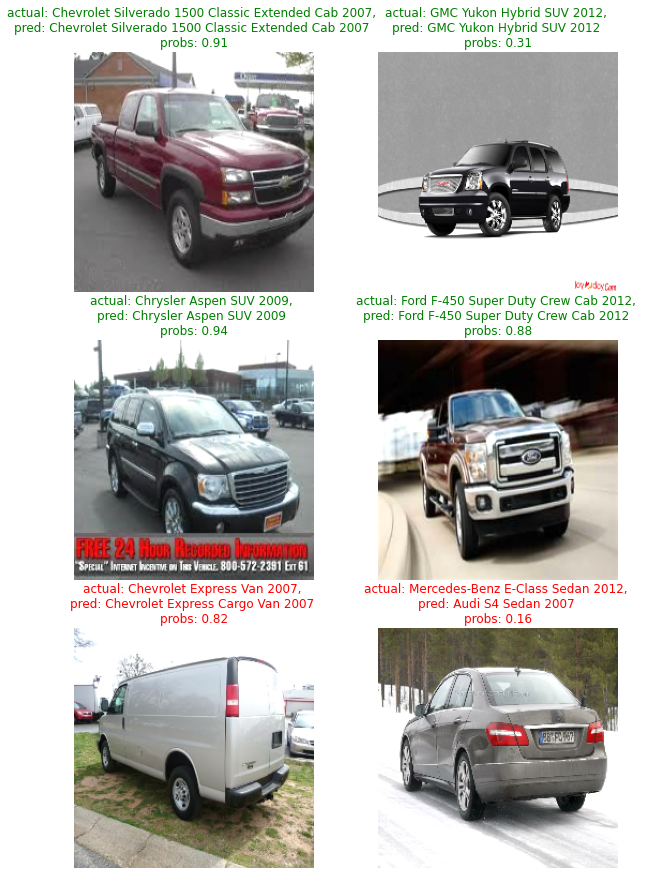 actual: Chevrolet Silverado 1500 Classic Extended Cab 2007,
pred: Chevrolet Silverado 1500 Classic Extended Cab 2007
probs: 0.91
actual: GMC Yukon Hybrid SUV 2012,
pred: GMC Yukon Hybrid SUV 2012
probs: 0.31
actual: Chrysler Aspen SUV 2009,
pred: Chrysler Aspen SUV 2009
probs: 0.94
FREE 24 HOUR RECORDED INFORMATION
"SPECIAL" INTERNET INCENTIVE ON THIS VEHICLE. 800-572-2391 EXT 61
actual: Ford F-450 Super Duty Crew Cab 2012,
pred: Ford F-450 Super Duty Crew Cab 2012
probs: 0.88
actual: Chevrolet Express Van 2007,
pred: Chevrolet Express Cargo Van 2007
probs: 0.82
actual: Mercedes-Benz E-Class Sedan 2012,
pred: Audi S4 Sedan 2007
probs: 0.16